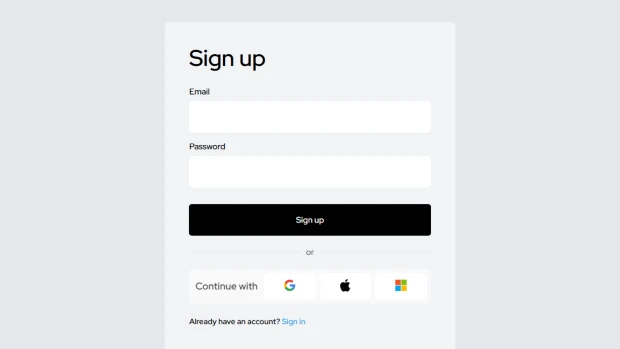 Sign up
Email
Password
Sign up
or
Continue with
Already have an account? Sign in